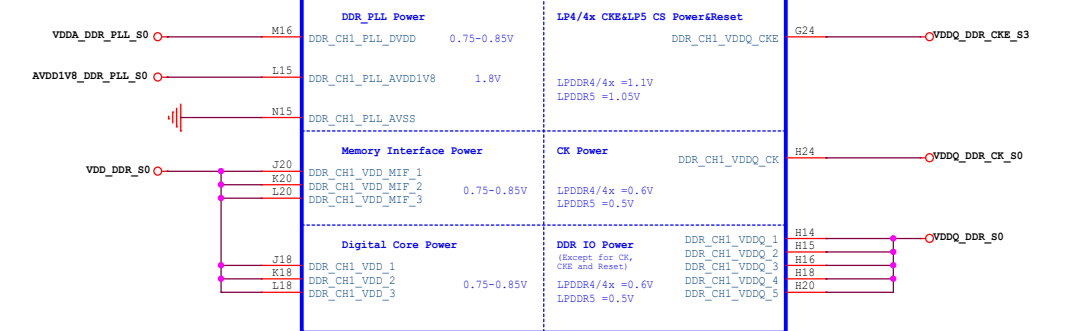 DDR_PLL Power
LP4/4x CKE&LP5 CS Power&Reset
VDDA_DDR_PLL_S0
M16
DDR_CH1_PLL_DVDD
0.75-0.85V
DDR_CH1_VDDQ_CKE
G24
VDDQ_DDR_CKE_S3
AVDD1V8_DDR_PLL_S0
L15
DDR_CH1_PLL_AVDD1V8
1.8V
LPDDR4/4x =1.1V
LPDDR5 =1.05V
N15
DDR_CH1_PLL_AVSS
Memory Interface Power
CK Power
DDR_CH1_VDDQ_CK
H24
VDDQ_DDR_CK_S0
VDD_DDR_S0
J20
DDR_CH1_VDD_MIF_1
K20
DDR_CH1_VDD_MIF_2
L20
DDR_CH1_VDD_MIF_3
0.75-0.85V
LPDDR4/4x =0.6V
LPDDR5 =0.5V
Digital Core Power
DDR IO Power
(Except for CK,
CKE and Reset)
DDR_CH1_VDDQ_1
H14
VDDQ_DDR_S0
DDR_CH1_VDDQ_2
H15
DDR_CH1_VDDQ_3
H16
DDR_CH1_VDDQ_4
H18
DDR_CH1_VDDQ_5
H20
J18
DDR_CH1_VDD_1
K18
DDR_CH1_VDD_2
L18
DDR_CH1_VDD_3
0.75-0.85V
LPDDR4/4x =0.6V
LPDDR5 =0.5V